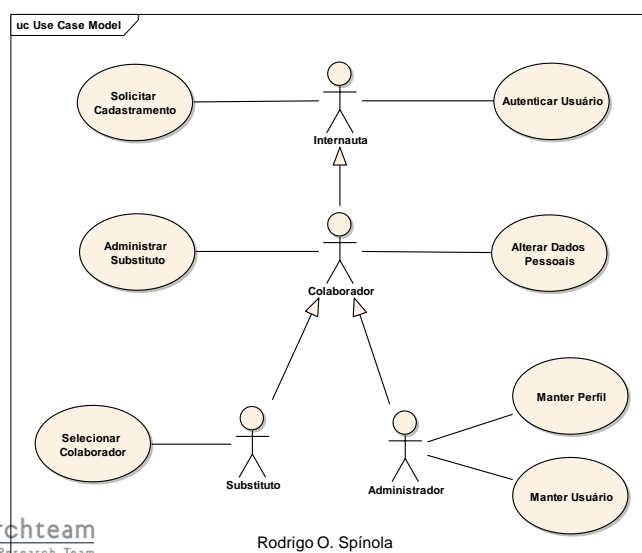 uc Use Case Model
Solicitar
Cadastramento
Autenticar Usuário
Internauta
Administrar
Substituto
Alterar Dados
Pessoais
Colaborador
Manter Perfil
Selecionar
Colaborador
Substituto
Administrador
Manter Usuário
Rodrigo O. Spínola